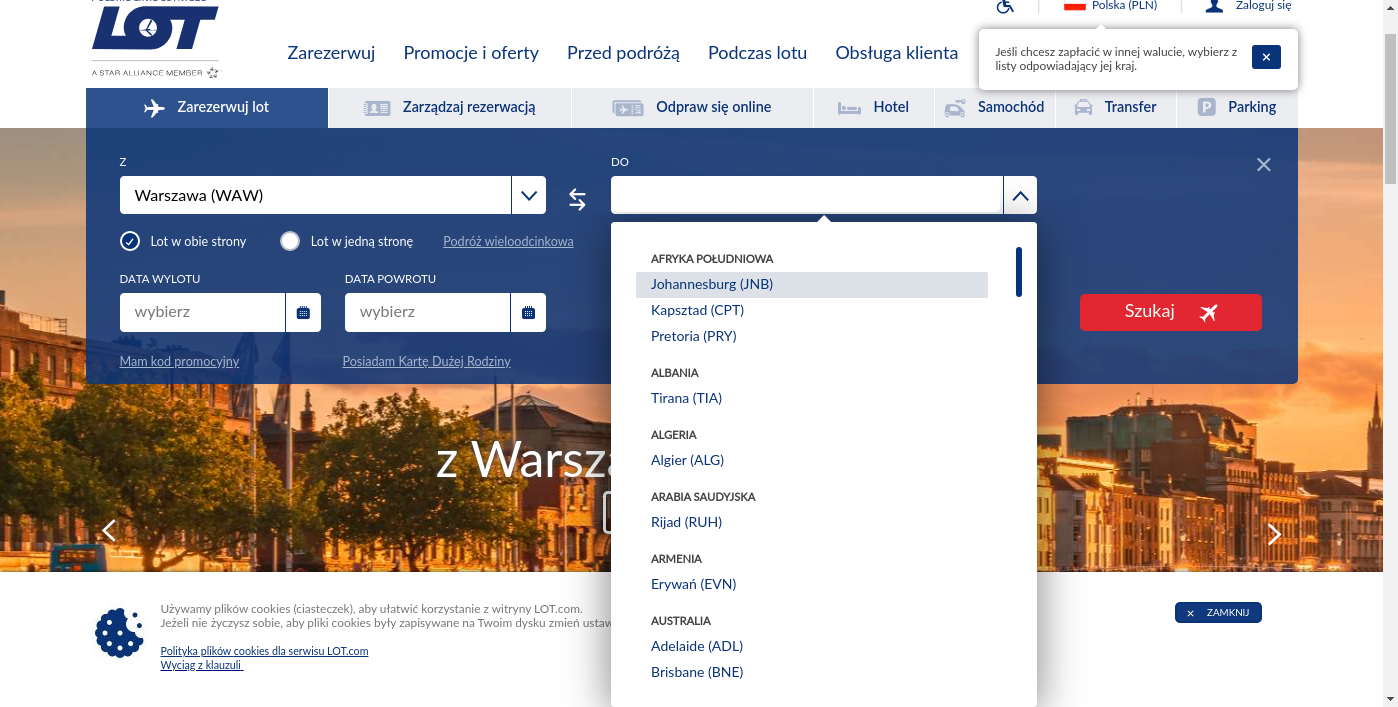 LOT
A STAR ALLIANCE MEMBER
Polska (PLN)
Zaloguj się
Zarezerwuj
Promocje i oferty
Przed podróżą
Podczas lotu
Obsługa klienta
Jeśli chcesz zapłacić w innej walucie, wybierz z
listy odpowiadający jej kraj.
Zarezerwuj lot
Zarządzaj rezerwacją
Odpraw się online
Hotel
Samochód
Transfer
Parking
Z
DO
Warszawa (WAW)
Lot w obie strony
Lot w jedną stronę
Podróż wieloodcinkowa
DATA WYLOTU
DATA POWROTU
wybierz
wybierz
Mam kod promocyjny
Posiadam Kartę Dużej Rodziny
Szukaj
AFRYKA POŁUDNIOWA
Johannesburg (JNB)
Kapsztad (CPT)
Pretoria (PRY)
ALBANIA
Tirana (TIA)
ALGERIA
Algier (ALG)
ARABIA SAUDYJSKA
Rijad (RUH)
ARMENIA
Erywań (EVN)
AUSTRALIA
Adelaide (ADL)
Brisbane (BNE)
z Warsza
Używamy plików cookies (ciasteczek), aby ułatwić korzystanie z witryny LOT.com.
Jeżeli nie życzysz sobie, aby pliki cookies były zapisywane na Twoim dysku zmień ustaw
Polityka plików cookies dla serwisu LOT.com
Wyciąg z klauzuli
ZAMKNIJ